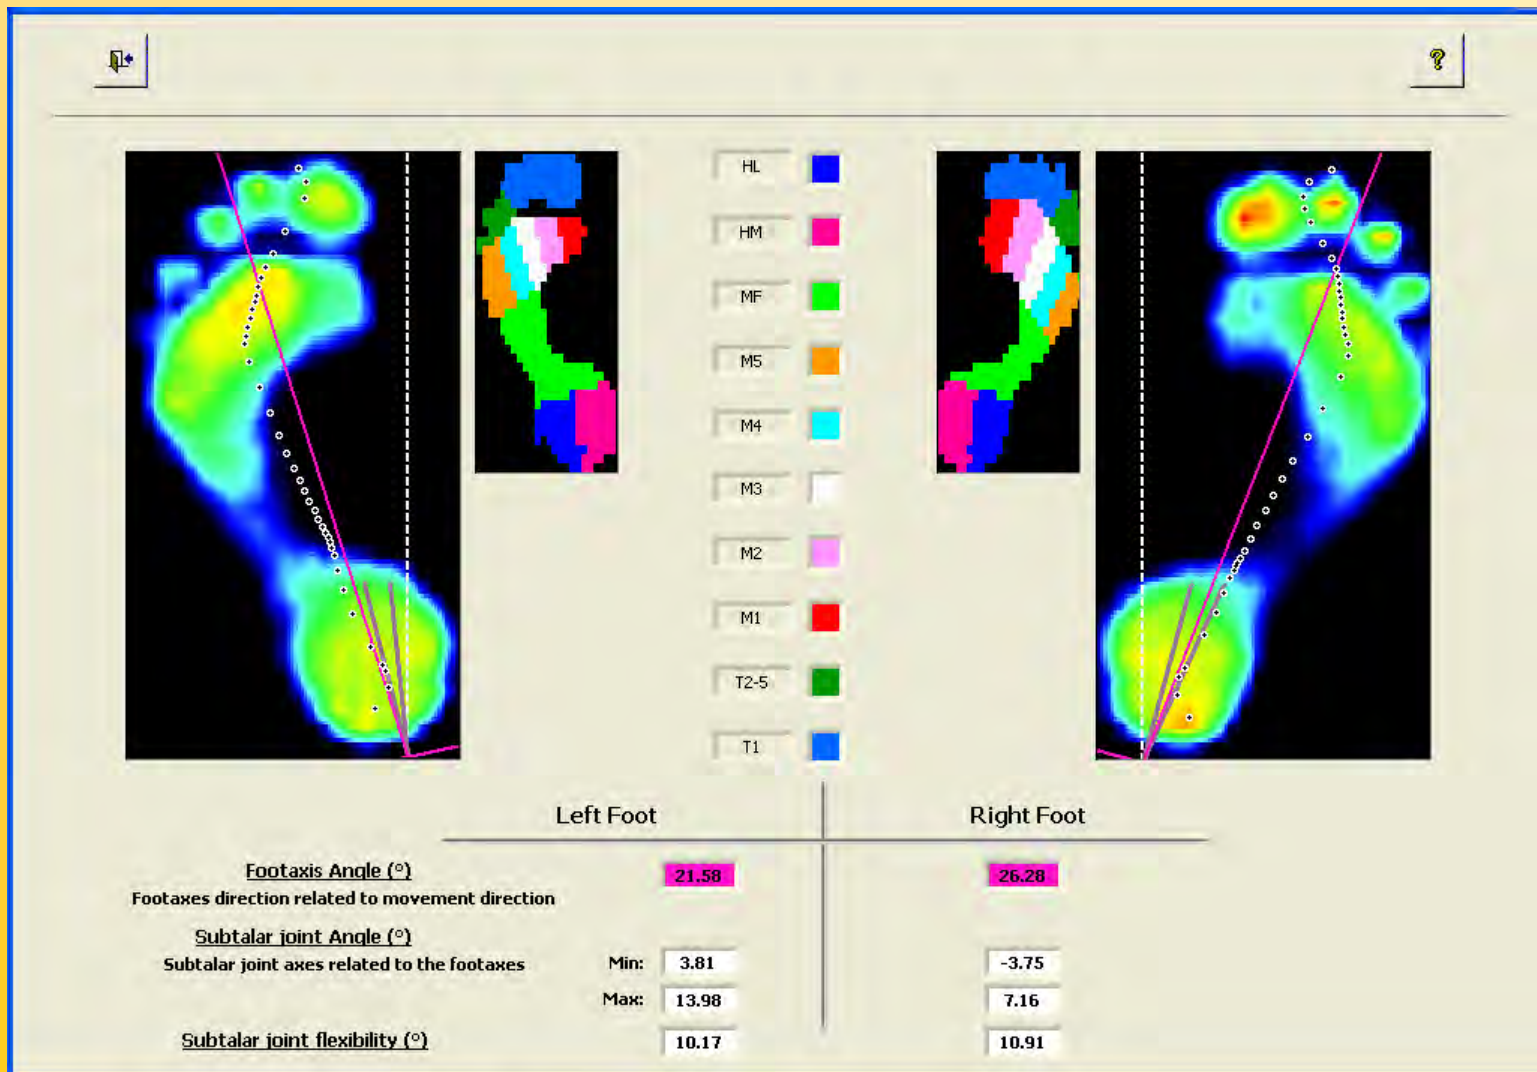 ?
HL
HM
MF
M5
M4
M3
M2
M1
T2-5
T1
Left Foot
Right Foot
Footaxis Angle (°)
21.58
26.28
Footaxes direction related to movement direction
Subtalar joint Angle (°)
Subtalar joint axes related to the footaxes
Min:
3.81
-3.75
Max:
13.98
7.16
Subtalar joint flexibility (°)
10.17
10.91